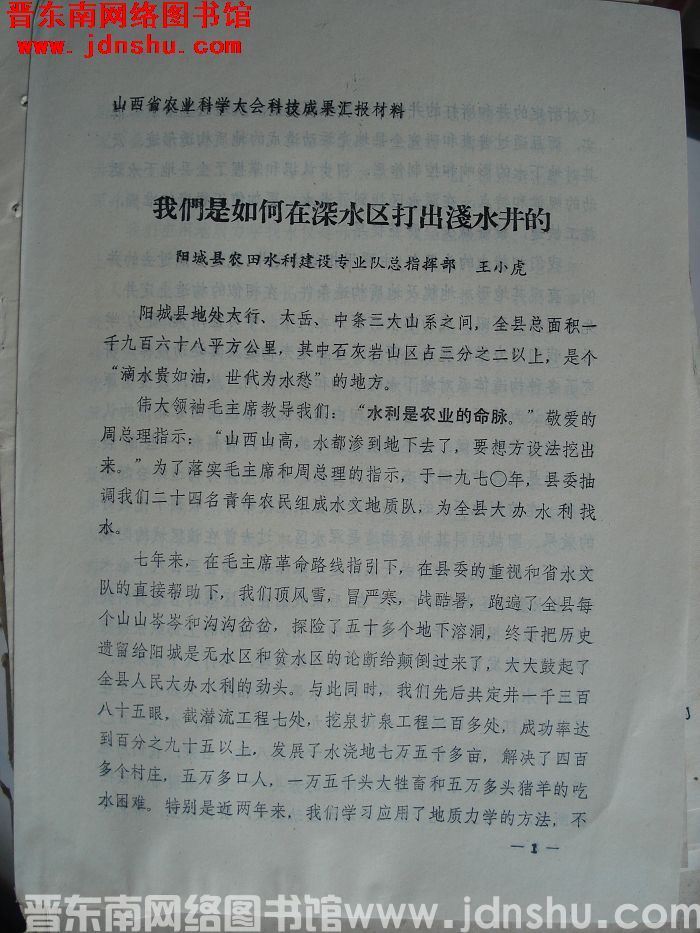 晋东南网络图书馆
www.jdnshu.com
山西省农业科学大会科技成果汇报材料
我們是如何在深水区打出淺水井的
阳城县农田水利建设专业队总指挥部 王小虎
阳城县地处太行、太岳、中条三大山系之间，全县总面积一
千九百六十八平方公里，其中石灰岩山区占三分之二以上，是个
“滴水贵如油，世代为水愁”的地方。
伟大领袖毛主席教导我们：“水利是农业的命脉。”敬爱的
周总理指示：“山西山高，水都渗到地下去了，要想方设法挖出
来。”为了落实毛主席和周总理的指示，于一九七〇年，县委抽
调我们二十四名青年农民组成水文地质队，为全县大办水利找
水。
七年来，在毛主席革命路线指引下，在县委的重视和省水文
队的直接帮助下，我们顶风雪，冒严寒，战酷暑，跑遍了全县每
个山山岑岑和沟沟岔岔，探险了五十多个地下溶洞，终于把历史
遗留给阳城是无水区和贫水区的论断给颠倒过来了，大大鼓起了
全县人民大办水利的劲头。与此同时，我们先后共定井一千三百
八十五眼，截潜流工程七处，挖泉扩泉工程二百多处，成功率达
到百分之九十五以上，发展了水浇地七万五千多亩，解决了四百
多个村庄，五万多口人，一万五千头大牲畜和五万多头猪羊的吃
水困难。特别是近两年来，我们学习应用了地质力学的方法，不
—1—
晋东南网络图书馆 www.jdnshu.com